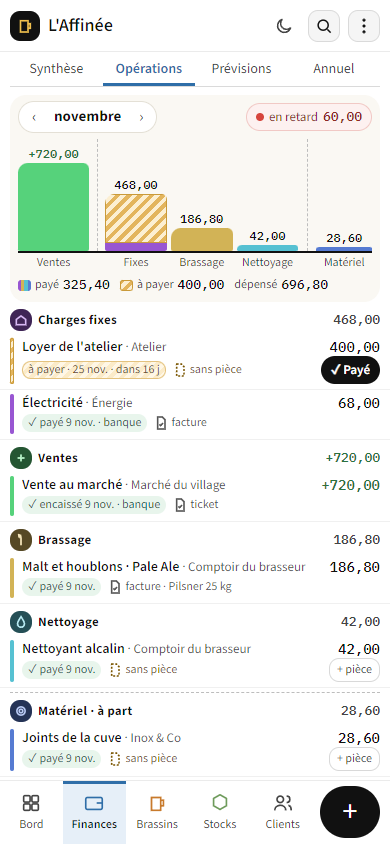 L'Affinée
Synthèse Opérations Prévisions Annuel
‹ novembre › en retard 60,00
+720,00
468,00
186,80
42,00
28,60
Ventes Fixes Brassage Nettoyage Matériel
payé 325,40 à payer 400,00 dépensé 696,80
Charges fixes 468,00
Loyer de l'atelier · Atelier 400,00
à payer · 25 nov. · dans 16 j sans pièce ✓ Payé
Électricité · Énergie 68,00
✓ payé 9 nov. · banque facture
Ventes +720,00
Vente au marché · Marché du village +720,00
✓ encaissé 9 nov. · banque ticket
Brassage 186,80
Malt et houblons · Pale Ale · Comptoir du brasseur 186,80
✓ payé 9 nov. facture · Pilsner 25 kg
Nettoyage 42,00
Nettoyant alcalin · Comptoir du brasseur 42,00
✓ payé 9 nov. sans pièce + pièce
Matériel · à part 28,60
Joints de la cuve · Inox & Co 28,60
✓ payé 9 nov. sans pièce + pièce
Bord Finances Brassins Stocks Clients +